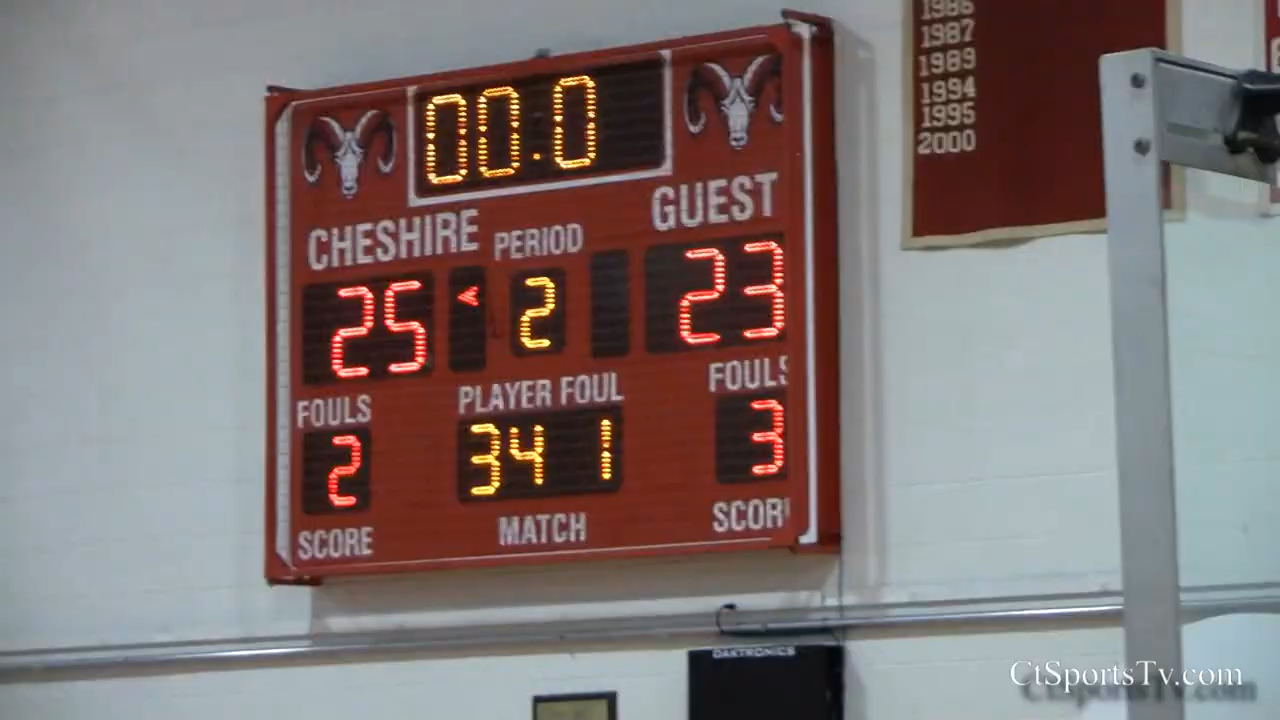 1986
1987
1989
1994
1995
2000
00.0
CHESHIRE PERIOD GUEST
25 < 2 23
FOULS PLAYER FOUL FOULS
2 34 1 3
SCORE MATCH SCOR
DAKTRONICS
CtSportsTv.com